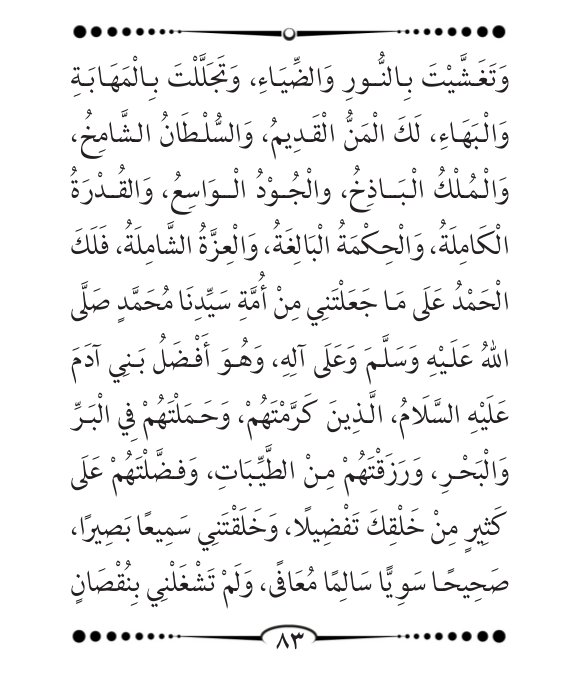 وَتَغَشَّيْتَ بِالنُّورِ وَالضِّيَاءِ، وَتَجَلَّلْتَ بِالْمَهَابَةِ
وَالْبَهَاءِ، لَكَ الْمَنُّ الْقَدِيمُ، وَالسُّلْطَانُ الشَّامِخُ،
وَالْمُلْكُ الْبَاذِخُ، والْجُوْدُ الْوَاسِعُ، وَالْقُدْرَةُ
الْكَامِلَةُ، وَالْحِكْمَةُ الْبَالِغَةُ، وَالْعِزَّةُ الشَّامِلَةُ، فَلَكَ
الْحَمْدُ عَلَى مَا جَعَلْتَنِي مِنْ أُمَّةِ سَيِّدِنَا مُحَمَّدٍ صَلَّى
اللهُ عَلَيْهِ وَسَلَّمَ وَعَلَى آلِهِ، وَهُوَ أَفْضَلُ بَنِي آدَمَ
عَلَيْهِ السَّلَامُ، الَّذِينَ كَرَّمْتَهُمْ، وَحَمَلْتَهُمْ فِي الْبَرِّ
وَالْبَحْرِ، وَرَزَقْتَهُمْ مِنْ الطَّيِّبَاتِ، وَفضَّلْتَهُمْ عَلَى
كَثِيرٍ مِنْ خَلْقِكَ تَفْضِيلًا، وَخَلَقْتَنِي سَمِيعًا بَصِيرًا،
صَحِيحًا سَوِيًّا سَالِمًا مُعَافًى، وَلَمْ تَشْغَلْنِي بِنُقْصَانٍ
٨٣